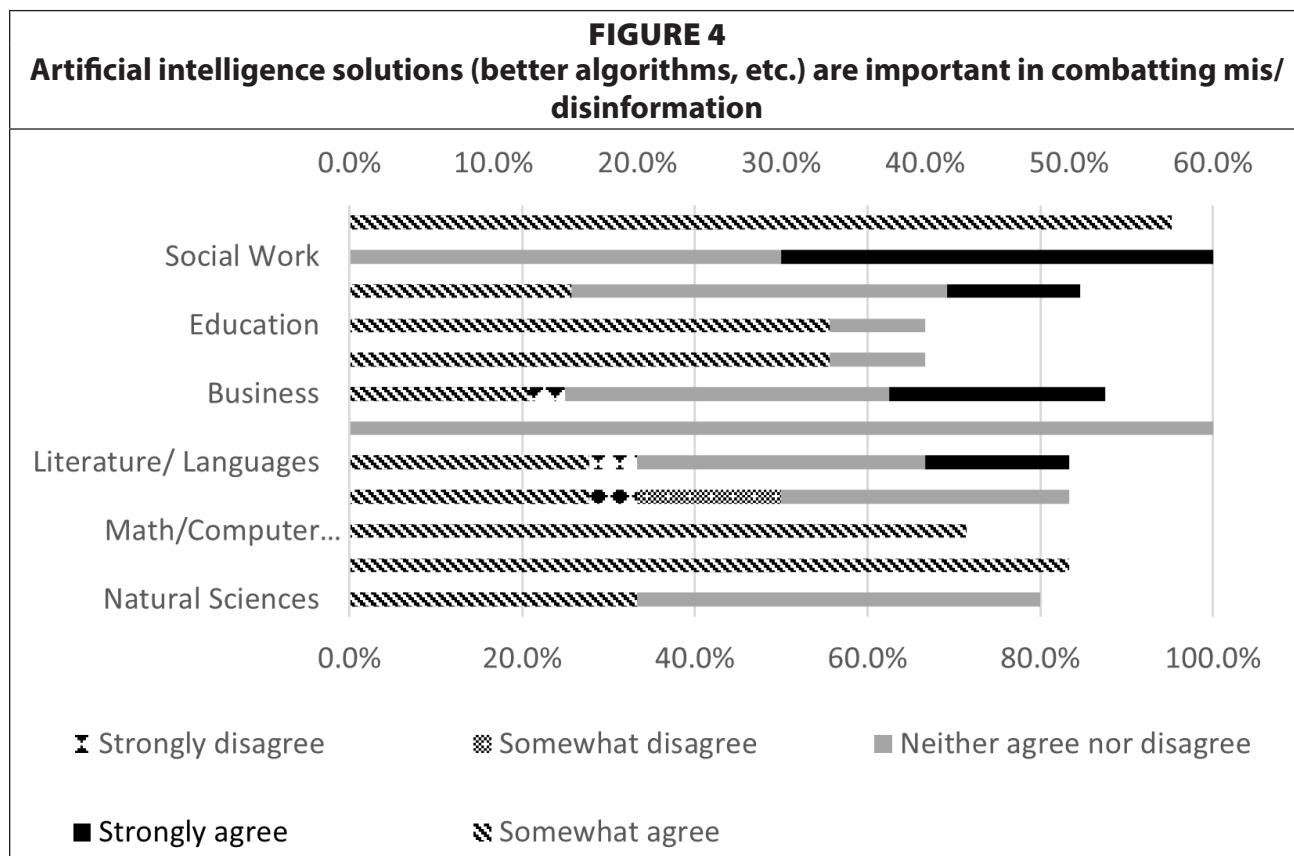 FIGURE 4
Artificial intelligence solutions (better algorithms, etc.) are important in combatting mis/
disinformation
0.0% 10.0% 20.0% 30.0% 40.0% 50.0% 60.0%
Social Work
Education
Business
Literature/ Languages
Math/Computer...
Natural Sciences
0.0% 20.0% 40.0% 60.0% 80.0% 100.0%
Strongly disagree Somewhat disagree Neither agree nor disagree
Strongly agree Somewhat agree